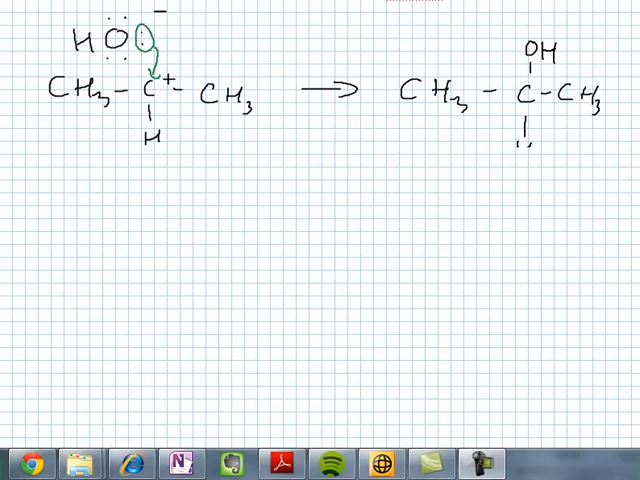 HO:⁻
CH₃ - C⁺ - CH₃ → CH₃ - C - CH₃
H
OH